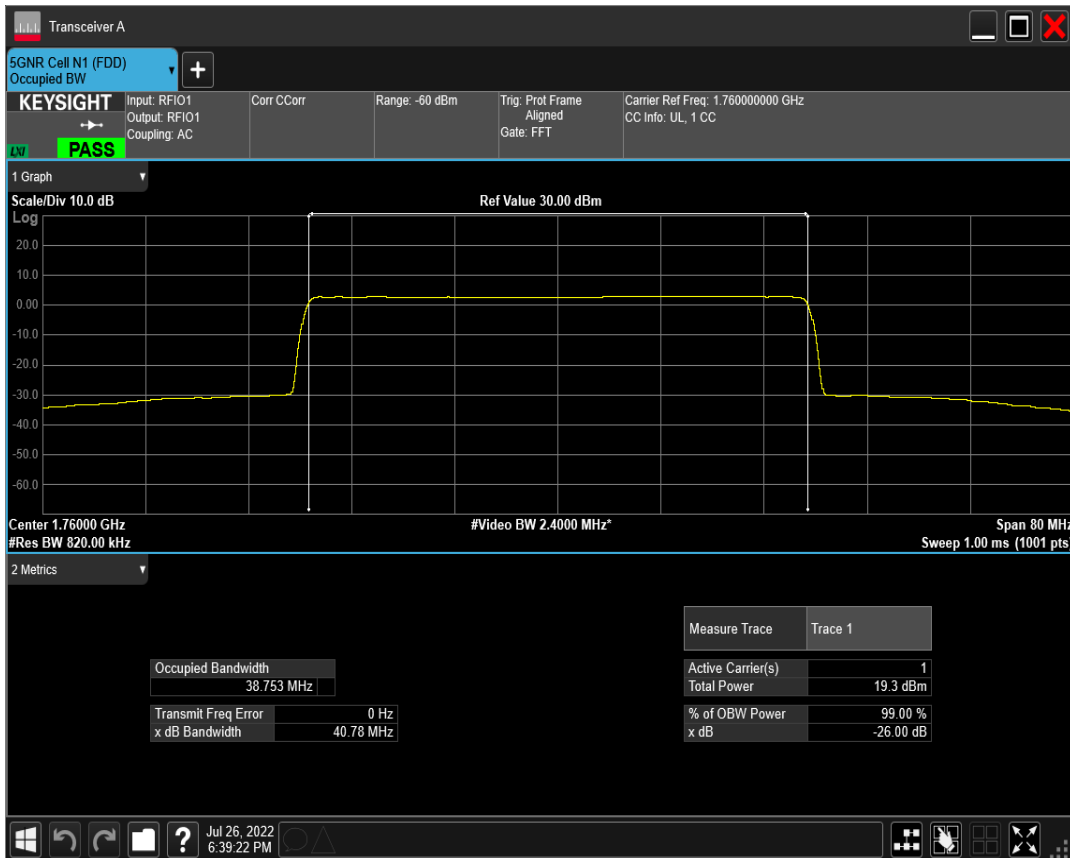 Transceiver A
5GNR Cell N1 (FDD)
Occupied BW
+
KEYSIGHT
LXI
PASS
Input: RFIO1
Output: RFIO1
Coupling: AC
Corr CCorr
Range: -60 dBm
Trig: Prot Frame
Aligned
Gate: FFT
Carrier Ref Freq: 1.760000000 GHz
CC Info: UL, 1 CC
1 Graph
Scale/Div 10.0 dB
Ref Value 30.00 dBm
Log
20.0
10.0
0.00
-10.0
-20.0
-30.0
-40.0
-50.0
-60.0
Center 1.76000 GHz
#Video BW 2.4000 MHz*
Span 80 MHz
#Res BW 820.00 kHz
Sweep 1.00 ms (1001 pts)
2 Metrics
Measure Trace Trace 1
Occupied Bandwidth
38.753 MHz
Active Carrier(s) 1
Total Power 19.3 dBm
Transmit Freq Error 0 Hz
x dB Bandwidth 40.78 MHz
% of OBW Power 99.00 %
x dB -26.00 dB
?
Jul 26, 2022
6:39:22 PM